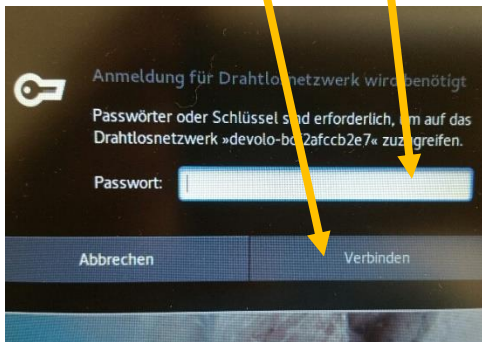 Anmeldung für Drahtlosnetzwerk wird benötigt
Passwörter oder Schlüssel sind erforderlich, um auf das
Drahtlosnetzwerk »devolo-bcf2afccb2e7« zuzugreifen.
Passwort:
Abbrechen
Verbinden